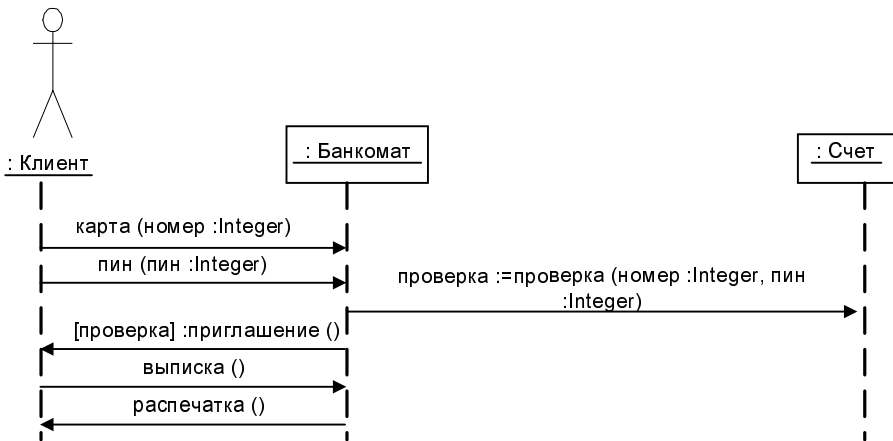 : Клиент
: Банкомат
: Счет
карта (номер :Integer)
пин (пин :Integer)
проверка :=проверка (номер :Integer, пин
:Integer)
[проверка] :приглашение ()
выписка ()
распечатка ()